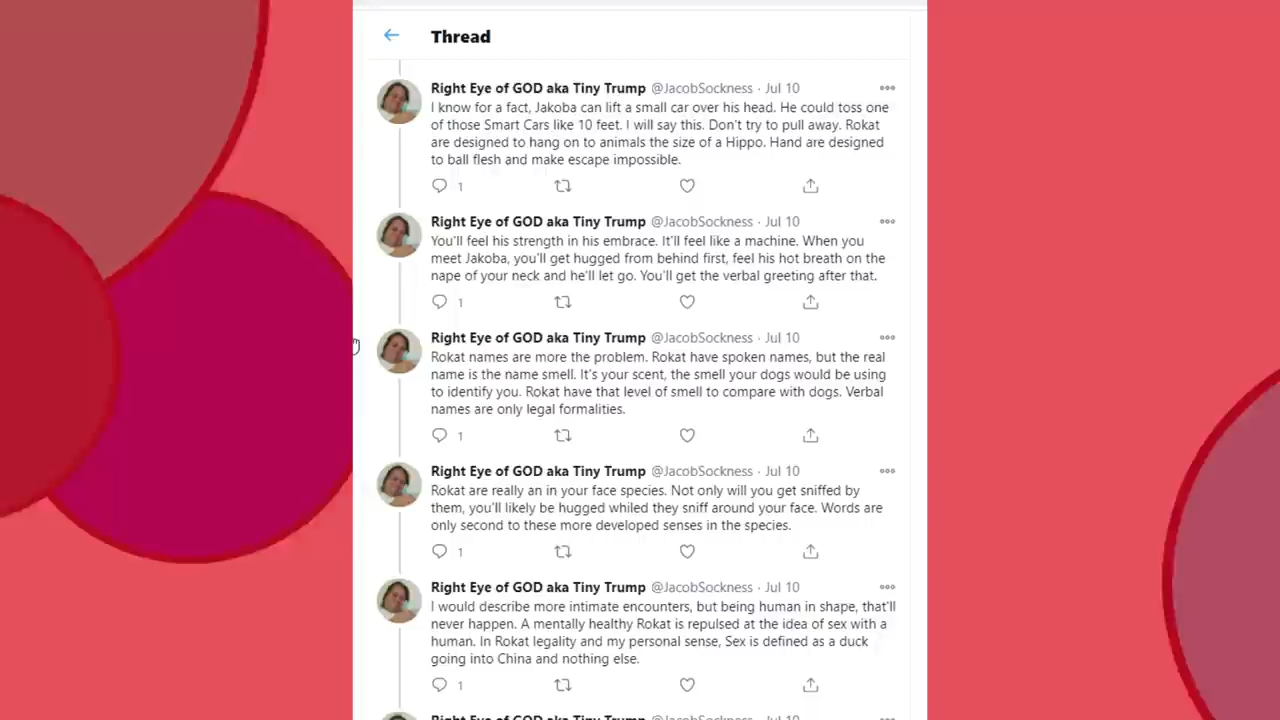 Thread
Right Eye of GOD aka Tiny Trump @JacobSockness · Jul 10
I know for a fact, Jakoba can lift a small car over his head. He could toss one
of those Smart Cars like 10 feet. I will say this. Don't try to pull away. Rokat
are designed to hang on to animals the size of a Hippo. Hand are designed
to ball flesh and make escape impossible.
1
Right Eye of GOD aka Tiny Trump @JacobSockness · Jul 10
You'll feel his strength in his embrace. It'll feel like a machine. When you
meet Jakoba, you'll get hugged from behind first, feel his hot breath on the
nape of your neck and he'll let go. You'll get the verbal greeting after that.
1
Right Eye of GOD aka Tiny Trump @JacobSockness · Jul 10
Rokat names are more the problem. Rokat have spoken names, but the real
name is the name smell. It's your scent, the smell your dogs would be using
to identify you. Rokat have that level of smell to compare with dogs. Verbal
names are only legal formalities.
1
Right Eye of GOD aka Tiny Trump @JacobSockness · Jul 10
Rokat are really an in your face species. Not only will you get sniffed by
them, you'll likely be hugged whiled they sniff around your face. Words are
only second to these more developed senses in the species.
1
Right Eye of GOD aka Tiny Trump @JacobSockness · Jul 10
I would describe more intimate encounters, but being human in shape, that'll
never happen. A mentally healthy Rokat is repulsed at the idea of sex with a
human. In Rokat legality and my personal sense, Sex is defined as a duck
going into China and nothing else.
1
Right Eye of GOD aka Tiny Trump @JacobSockness · Jul 10